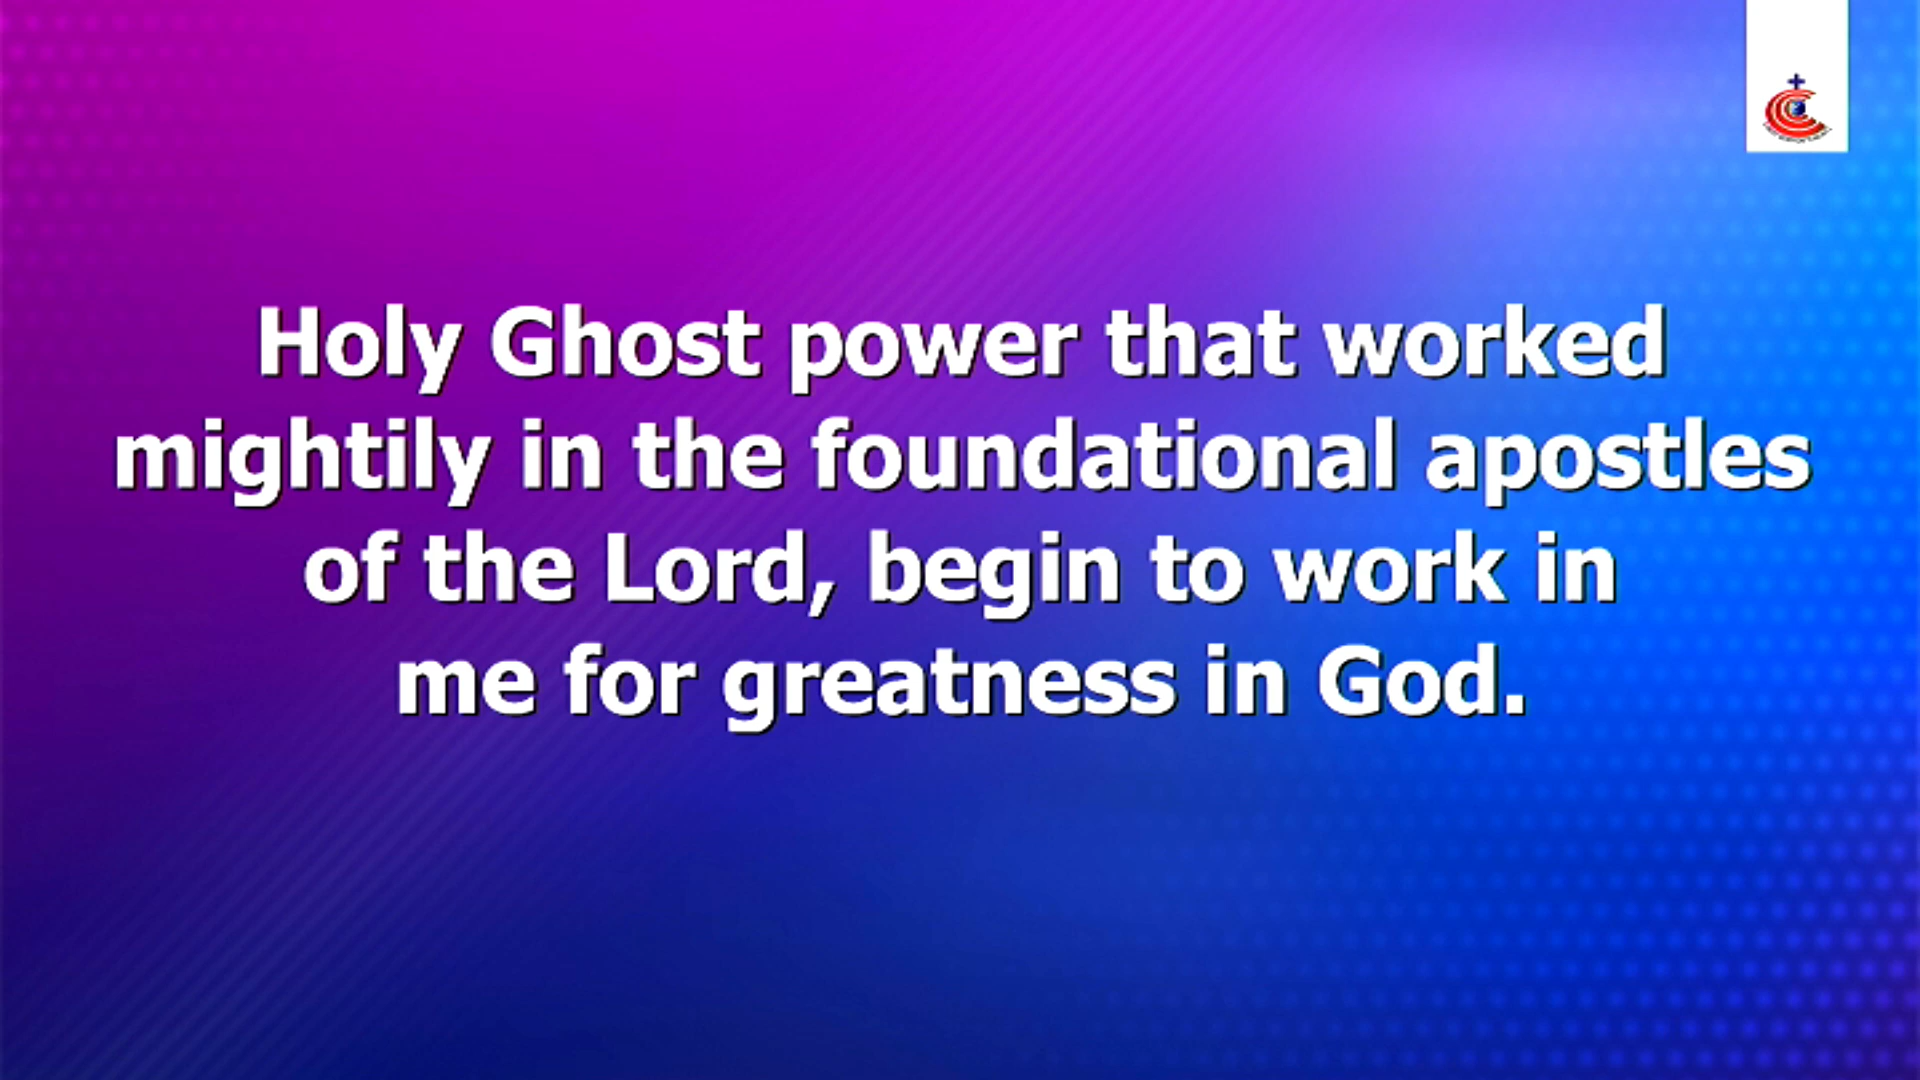 Holy Ghost power that worked
mightily in the foundational apostles
of the Lord, begin to work in
me for greatness in God.